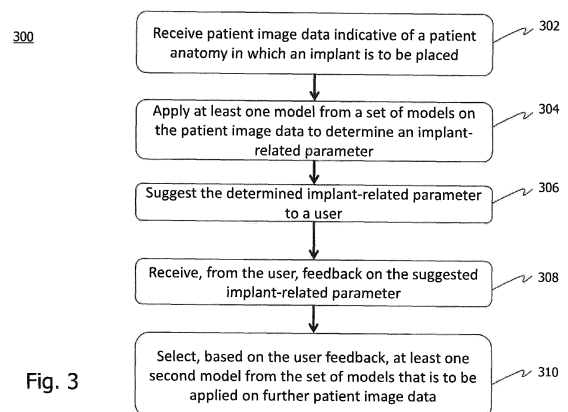 300
Receive patient image data indicative of a patient
anatomy in which an implant is to be placed
302
Apply at least one model from a set of models on
the patient image data to determine an implant-
related parameter
304
Suggest the determined implant-related parameter
to a user
306
Receive, from the user, feedback on the suggested
implant-related parameter
308
Select, based on the user feedback, at least one
second model from the set of models that is to be
applied on further patient image data
310
Fig. 3